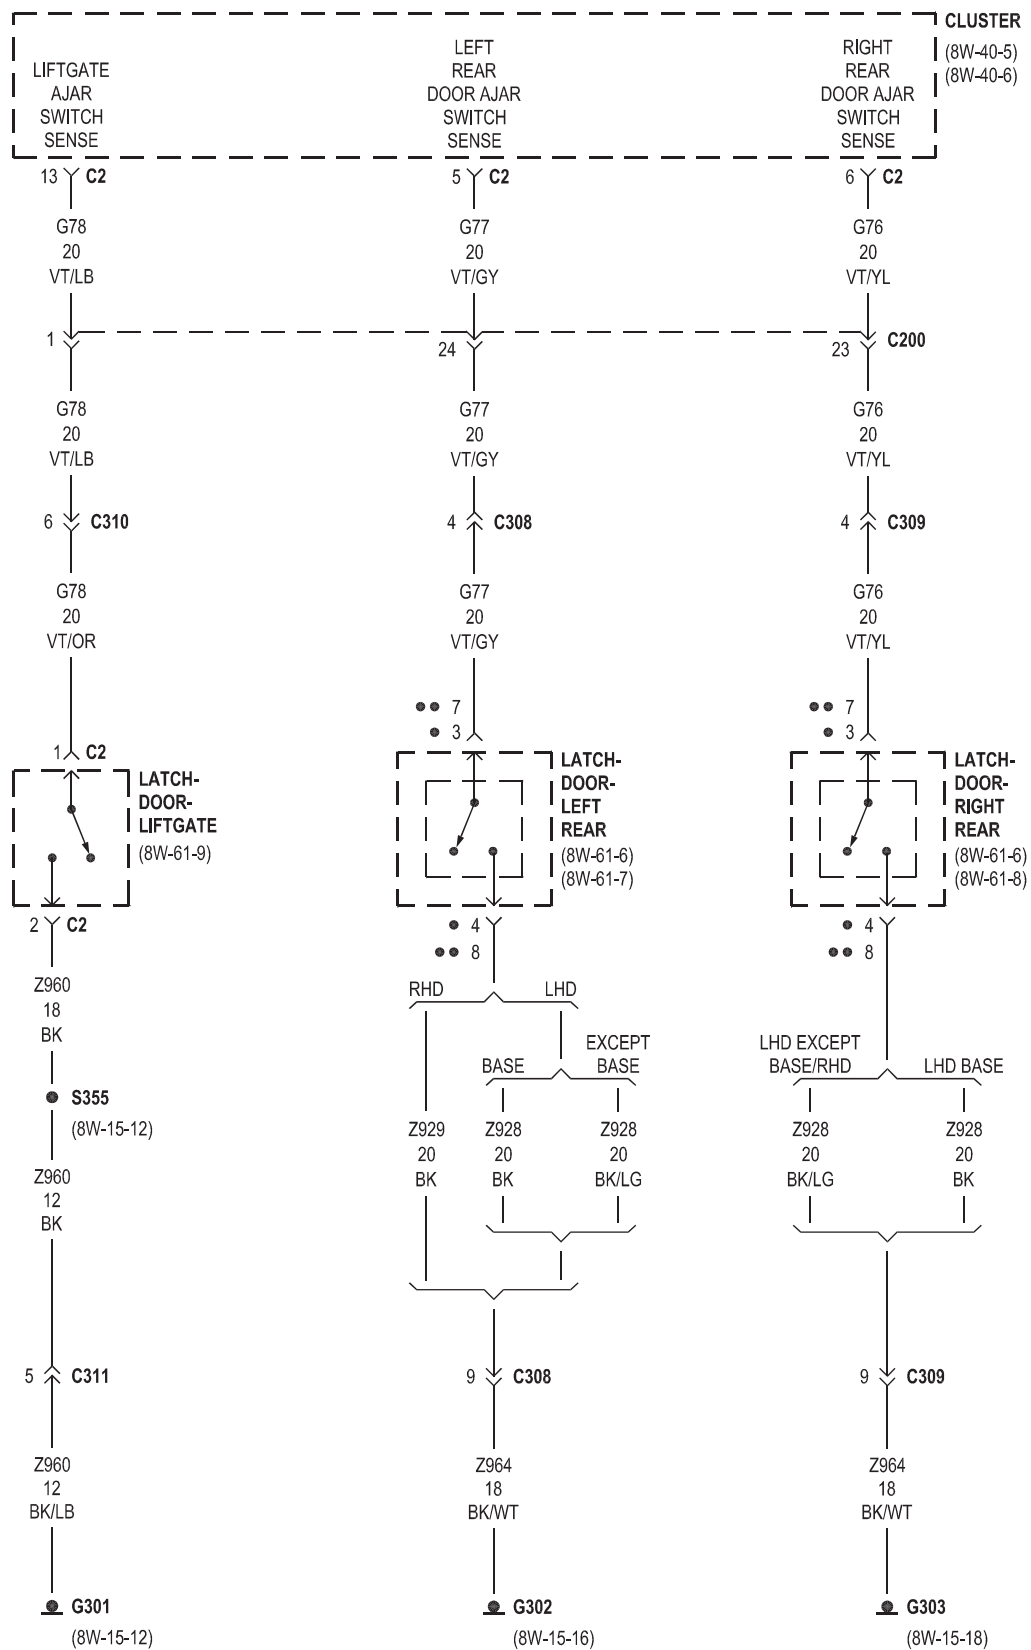 CLUSTER
(8W-40-5)
(8W-40-6)
LIFTGATE
AJAR
SWITCH
SENSE
LEFT
REAR
DOOR AJAR
SWITCH
SENSE
RIGHT
REAR
DOOR AJAR
SWITCH
SENSE
13 C2
5 C2
6 C2
G78
20
VT/LB
G77
20
VT/GY
G76
20
VT/YL
1
24
23
C200
G78
20
VT/LB
G77
20
VT/GY
G76
20
VT/YL
6 C310
4 C308
4 C309
G78
20
VT/OR
G77
20
VT/GY
G76
20
VT/YL
7
3
7
3
1 C2
LATCH-
DOOR-
LIFTGATE
(8W-61-9)
LATCH-
DOOR-
LEFT
REAR
(8W-61-6)
(8W-61-7)
LATCH-
DOOR-
RIGHT
REAR
(8W-61-6)
(8W-61-8)
2 C2
4
8
4
8
Z960
18
BK
RHD
LHD
BASE
EXCEPT
BASE
LHD EXCEPT
BASE/RHD
LHD BASE
S355
(8W-15-12)
Z929
20
BK
Z928
20
BK
Z928
20
BK/LG
Z928
20
BK/LG
Z928
20
BK
Z960
12
BK
5 C311
9 C308
9 C309
Z960
12
BK/LB
Z964
18
BK/WT
Z964
18
BK/WT
G301
(8W-15-12)
G302
(8W-15-16)
G303
(8W-15-18)